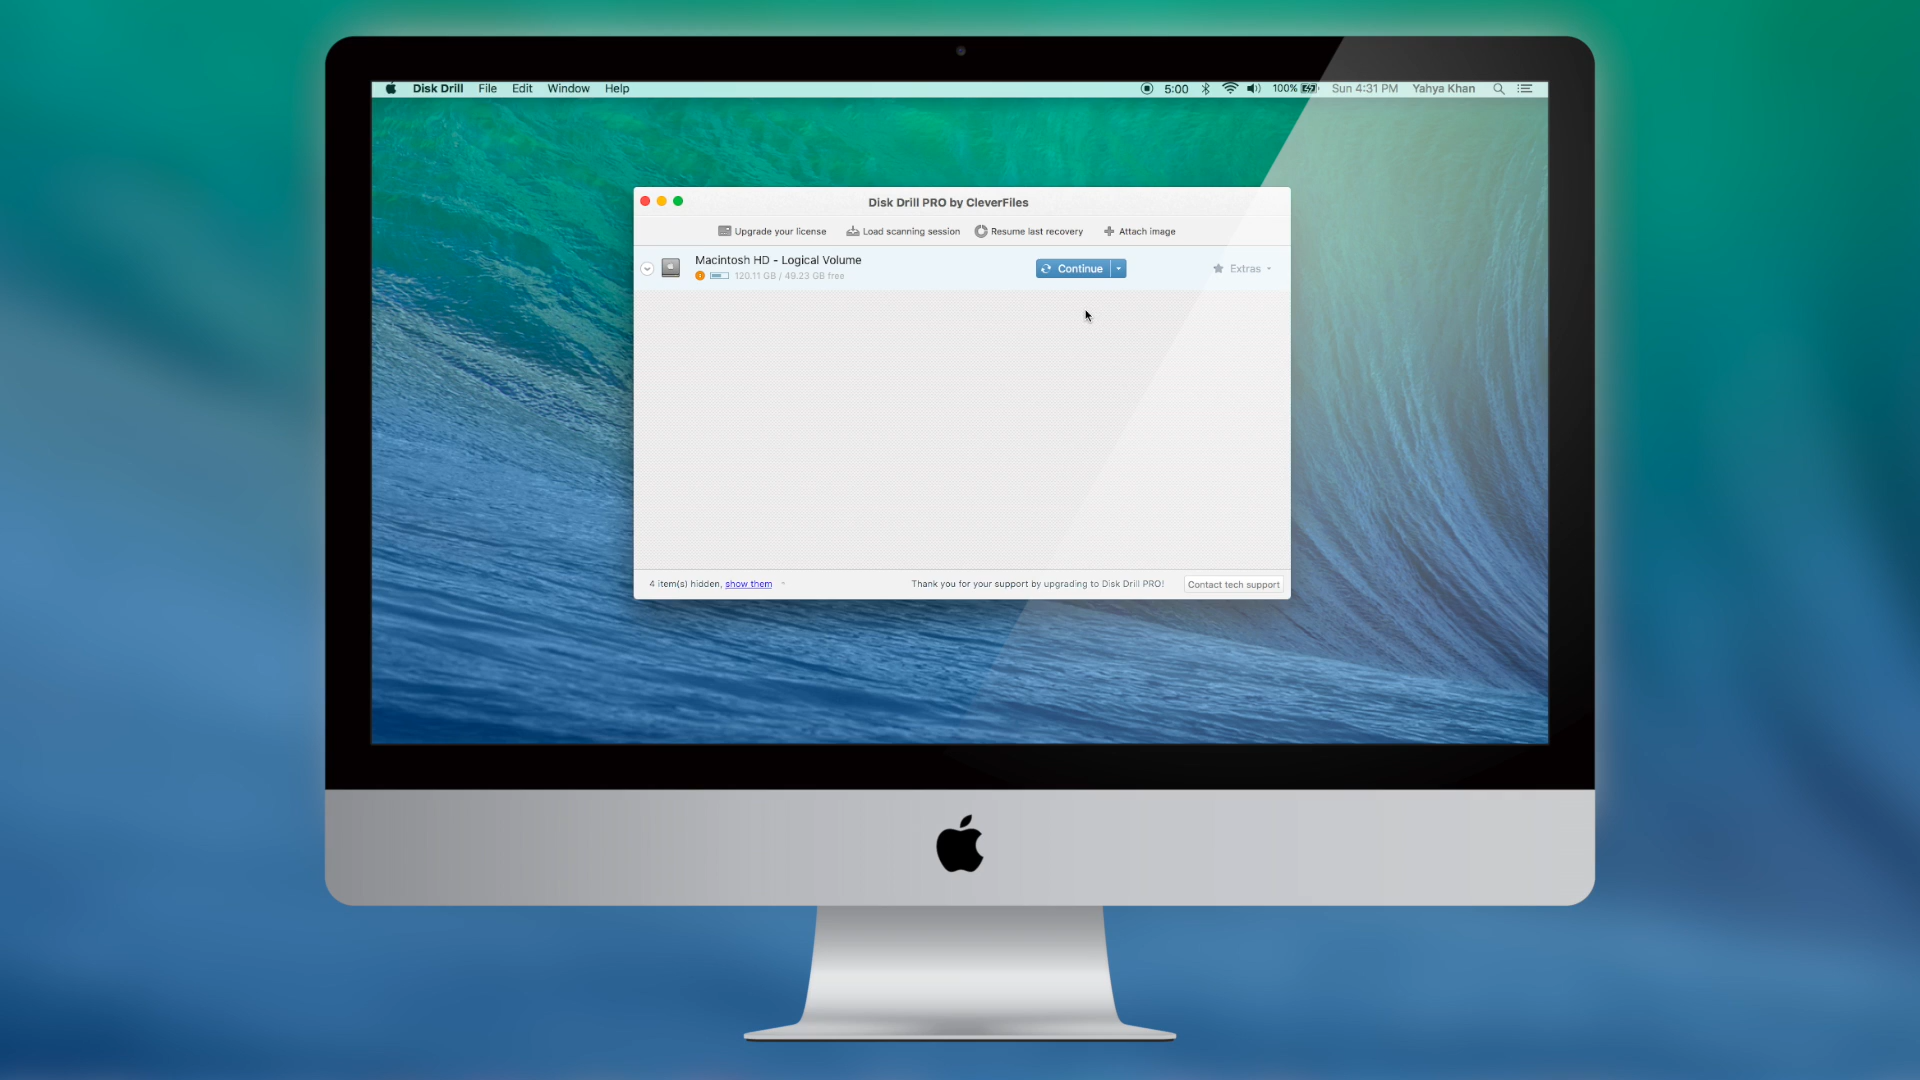 Disk Drill File Edit Window Help 5:00 100% Sun 4:31 PM Yahya Khan
Disk Drill PRO by CleverFiles
Upgrade your license Load scanning session Resume last recovery Attach image
Macintosh HD - Logical Volume
120.11 GB / 49.23 GB free
Continue Extras
4 item(s) hidden, show them Thank you for your support by upgrading to Disk Drill PRO! Contact tech support